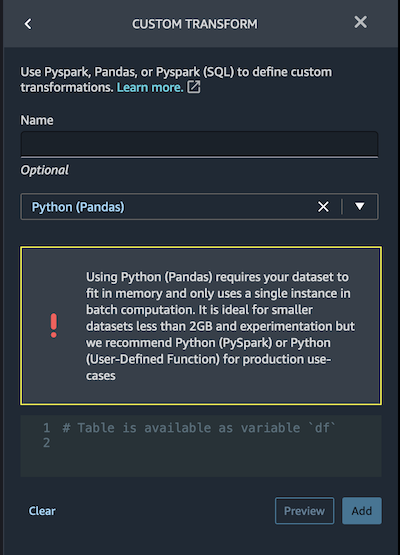 CUSTOM TRANSFORM
Use Pyspark, Pandas, or Pyspark (SQL) to define custom
transformations. Learn more.
Name
Optional
Python (Pandas)
Using Python (Pandas) requires your dataset to
fit in memory and only uses a single instance in
batch computation. It is ideal for smaller
datasets less than 2GB and experimentation but
we recommend Python (PySpark) or Python
(User-Defined Function) for production use-
cases
1 # Table is available as variable `df`
2
Clear
Preview
Add